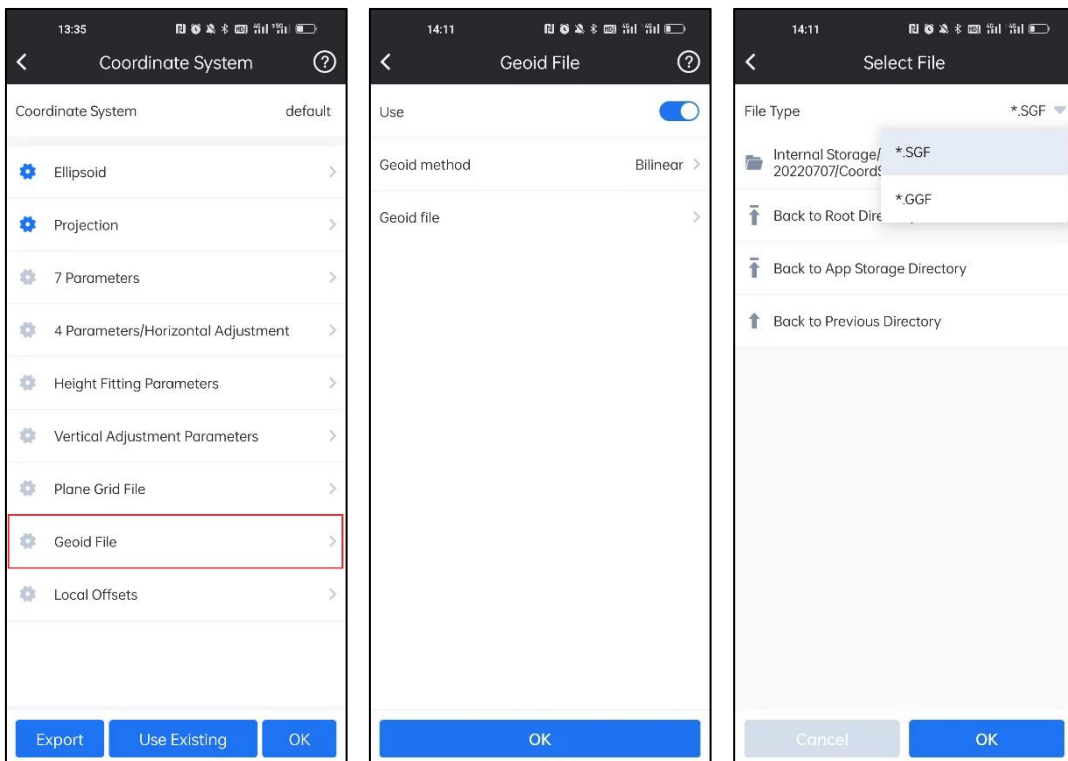 13:35
Coordinate System
Coordinate System default
Ellipsoid
Projection
7 Parameters
4 Parameters/Horizontal Adjustment
Height Fitting Parameters
Vertical Adjustment Parameters
Plane Grid File
Geoid File
Local Offsets
Export Use Existing OK
14:11
Geoid File
Use
Geoid method Bilinear
Geoid file
OK
14:11
Select File
File Type *.SGF
*.SGF
*.GGF
Internal Storage/
20220707/Coord
Back to Root Dire
Back to App Storage Directory
Back to Previous Directory
Cancel OK